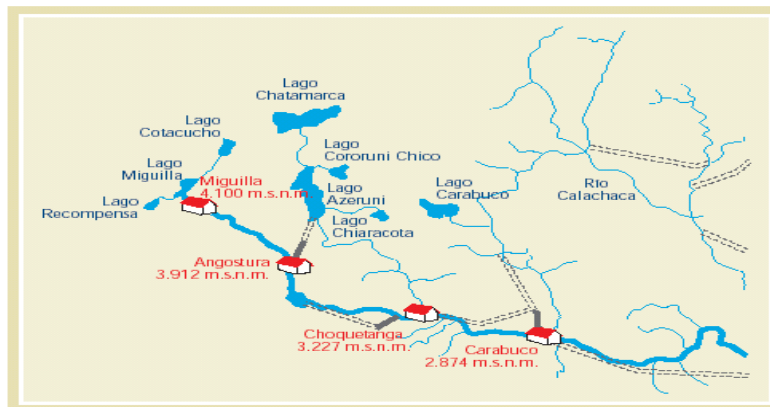 Lago
Chatamarca
Lago
Cotacucho
Lago
Cororuni Chico
Lago
Miguilla
Miguilla
4.100 m.s.n.m.
Lago
Azeruni
Lago
Carabuco
Río
Calachaca
Lago
Recompensa
Lago
Chiaracota
Angostura
3.912 m.s.n.m.
Choquetanga
3.227 m.s.n.m.
Carabuco
2.874 m.s.n.m.